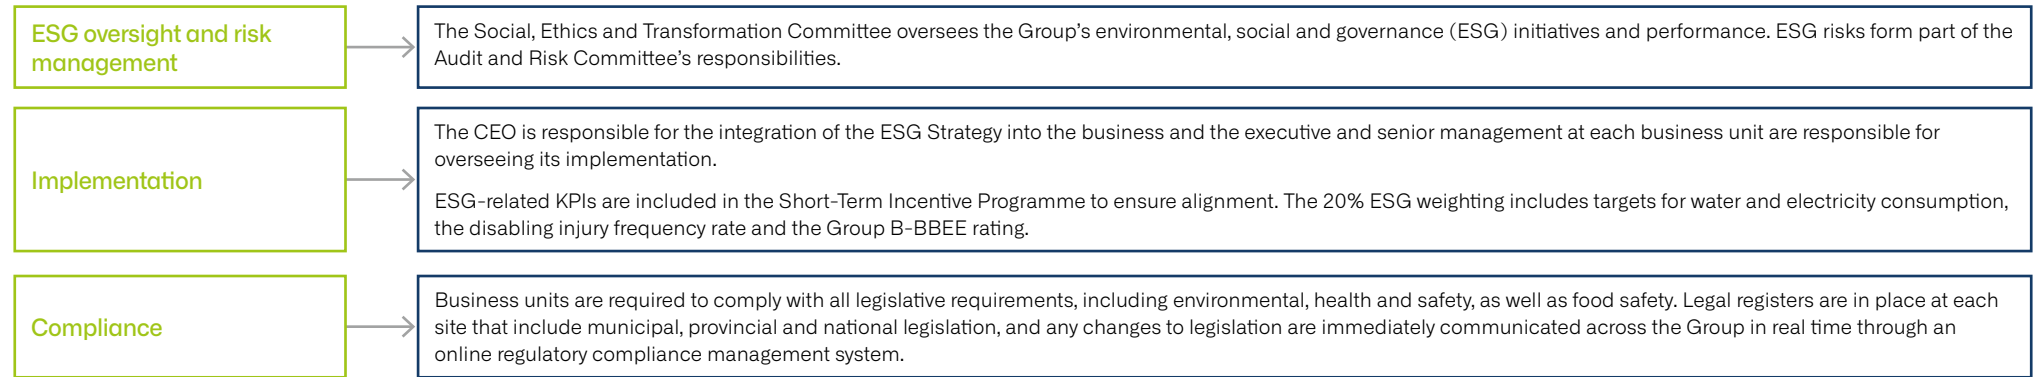 ESG oversight and risk
management
The Social, Ethics and Transformation Committee oversees the Group’s environmental, social and governance (ESG) initiatives and performance. ESG risks form part of the
Audit and Risk Committee’s responsibilities.
Implementation
The CEO is responsible for the integration of the ESG Strategy into the business and the executive and senior management at each business unit are responsible for
overseeing its implementation.
ESG-related KPIs are included in the Short-Term Incentive Programme to ensure alignment. The 20% ESG weighting includes targets for water and electricity consumption,
the disabling injury frequency rate and the Group B-BBEE rating.
Compliance
Business units are required to comply with all legislative requirements, including environmental, health and safety, as well as food safety. Legal registers are in place at each
site that include municipal, provincial and national legislation, and any changes to legislation are immediately communicated across the Group in real time through an
online regulatory compliance management system.